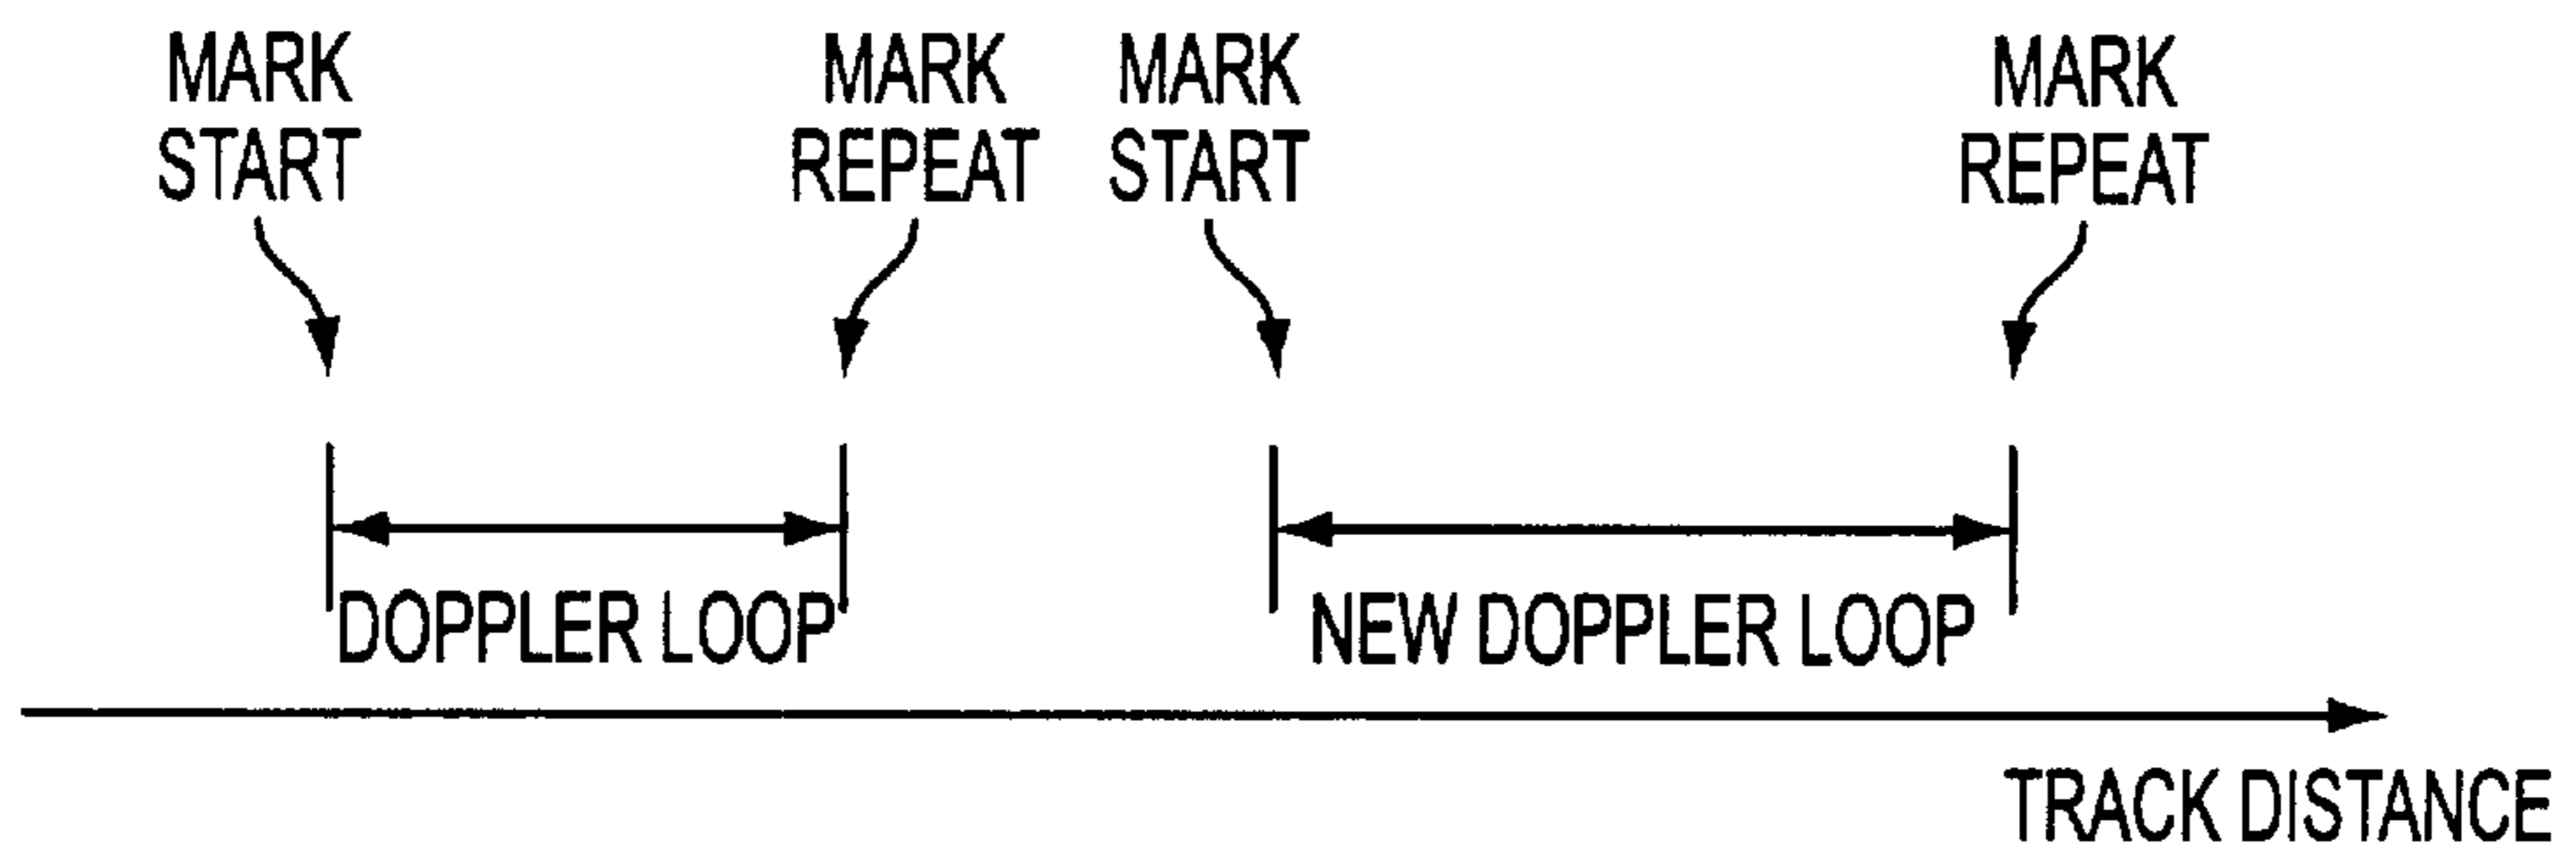 MARK
START
MARK
REPEAT
MARK
START
MARK
REPEAT
DOPPLER LOOP
NEW DOPPLER LOOP
TRACK DISTANCE